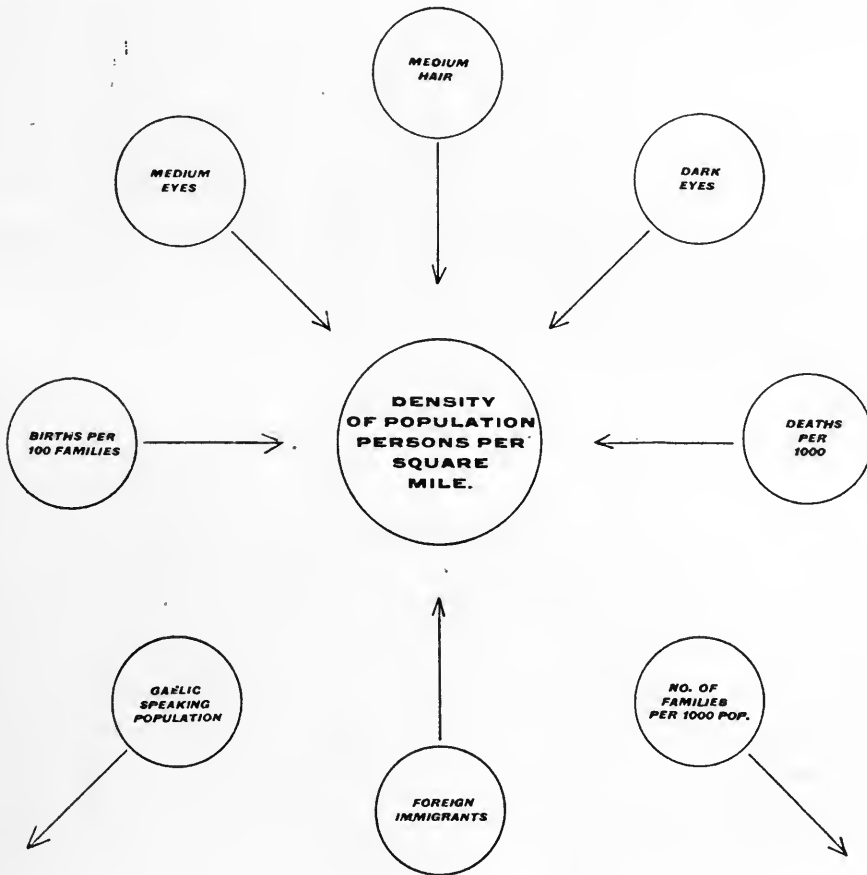 MEDIUM
HAIR
MEDIUM
EYES
DARK
EYES
DENSITY
OF POPULATION
PERSONS PER
SQUARE
MILE.
BIRTHS PER
100 FAMILIES
DEATHS
PER
1000
GAELIC
SPEAKING
POPULATION
NO. OF
FAMILIES
PER 1000 POP.
FOREIGN
IMMIGRANTS